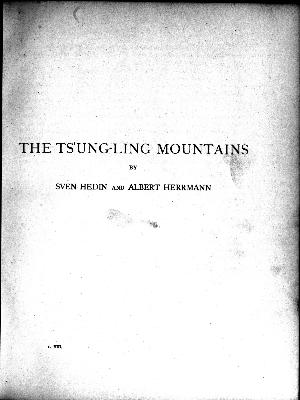 THE TS'UNG-LING MOUNTAINS
BY
SVEN HEDIN AND ALBERT HERRMANN